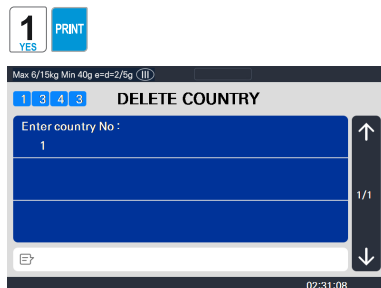 1
YES
PRINT
Max 6/15kg Min 40g e=d=2/5g III
1 3 4 3 DELETE COUNTRY
Enter country No :
1
1/1
02:31:08